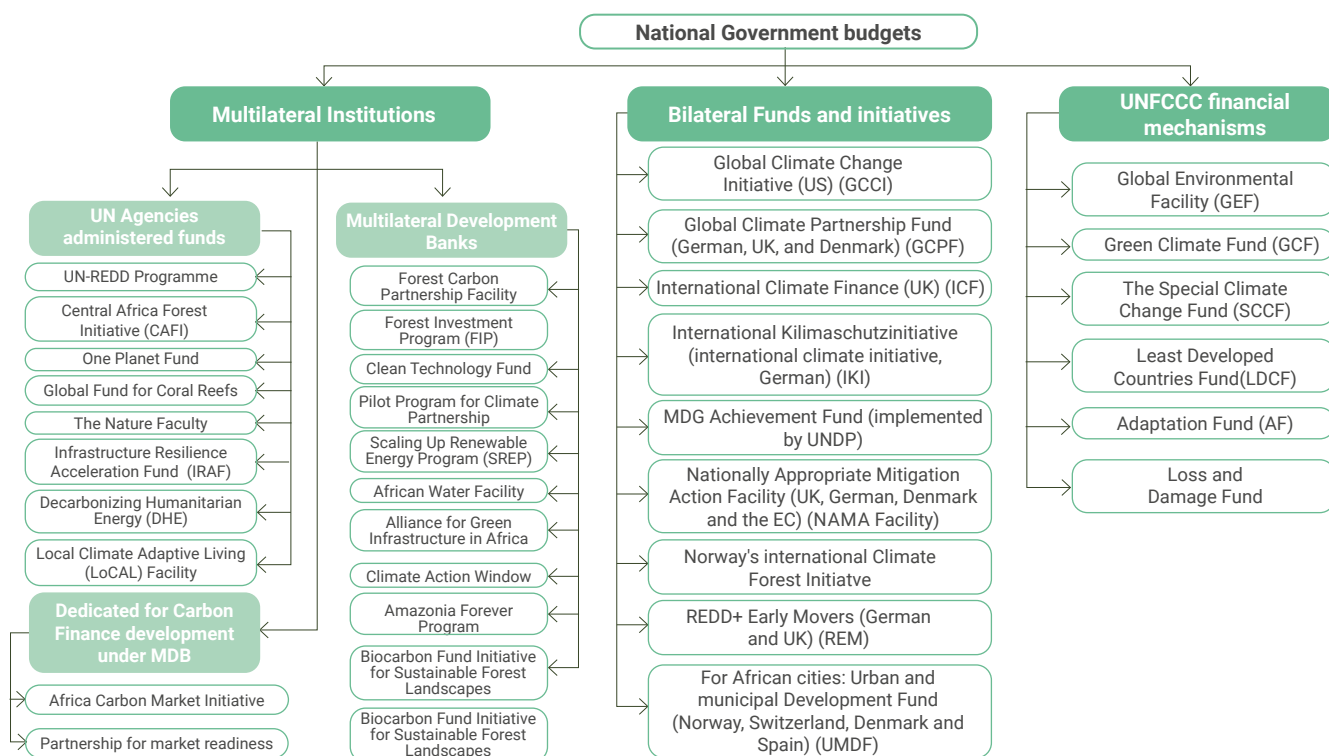 National Government budgets
Multilateral Institutions
UN Agencies
administered funds
UN-REDD Programme
Central Africa Forest
Initiative (CAFI)
One Planet Fund
Global Fund for Coral Reefs
The Nature Faculty
Infrastructure Resilience
Acceleration Fund (IRAF)
Decarbonizing Humanitarian
Energy (DHE)
Local Climate Adaptive Living
(LoCAL) Facility
Dedicated for Carbon
Finance development
under MDB
Africa Carbon Market Initiative
Partnership for market readiness
Multilateral Development
Banks
Forest Carbon
Partnership Facility
Forest Investment
Program (FIP)
Clean Technology Fund
Pilot Program for Climate
Partnership
Scaling Up Renewable
Energy Program (SREP)
African Water Facility
Alliance for Green
Infrastructure in Africa
Climate Action Window
Amazonia Forever
Program
Biocarbon Fund Initiative
for Sustainable Forest
Landscapes
Biocarbon Fund Initiative
for Sustainable Forest
Landscapes
Bilateral Funds and initiatives
Global Climate Change
Initiative (US) (GCCI)
Global Climate Partnership Fund
(German, UK, and Denmark) (GCPF)
International Climate Finance (UK) (ICF)
International Kilimaschutzinitiative
(international climate initiative,
German) (IKI)
MDG Achievement Fund (implemented
by UNDP)
Nationally Appropriate Mitigation
Action Facility (UK, German, Denmark
and the EC) (NAMA Facility)
Norway's international Climate
Forest Initiatve
REDD+ Early Movers (German
and UK) (REM)
For African cities: Urban and
municipal Development Fund
(Norway, Switzerland, Denmark and
Spain) (UMDF)
UNFCCC financial
mechanisms
Global Environmental
Facility (GEF)
Green Climate Fund (GCF)
The Special Climate
Change Fund (SCCF)
Least Developed
Countries Fund(LDCF)
Adaptation Fund (AF)
Loss and
Damage Fund